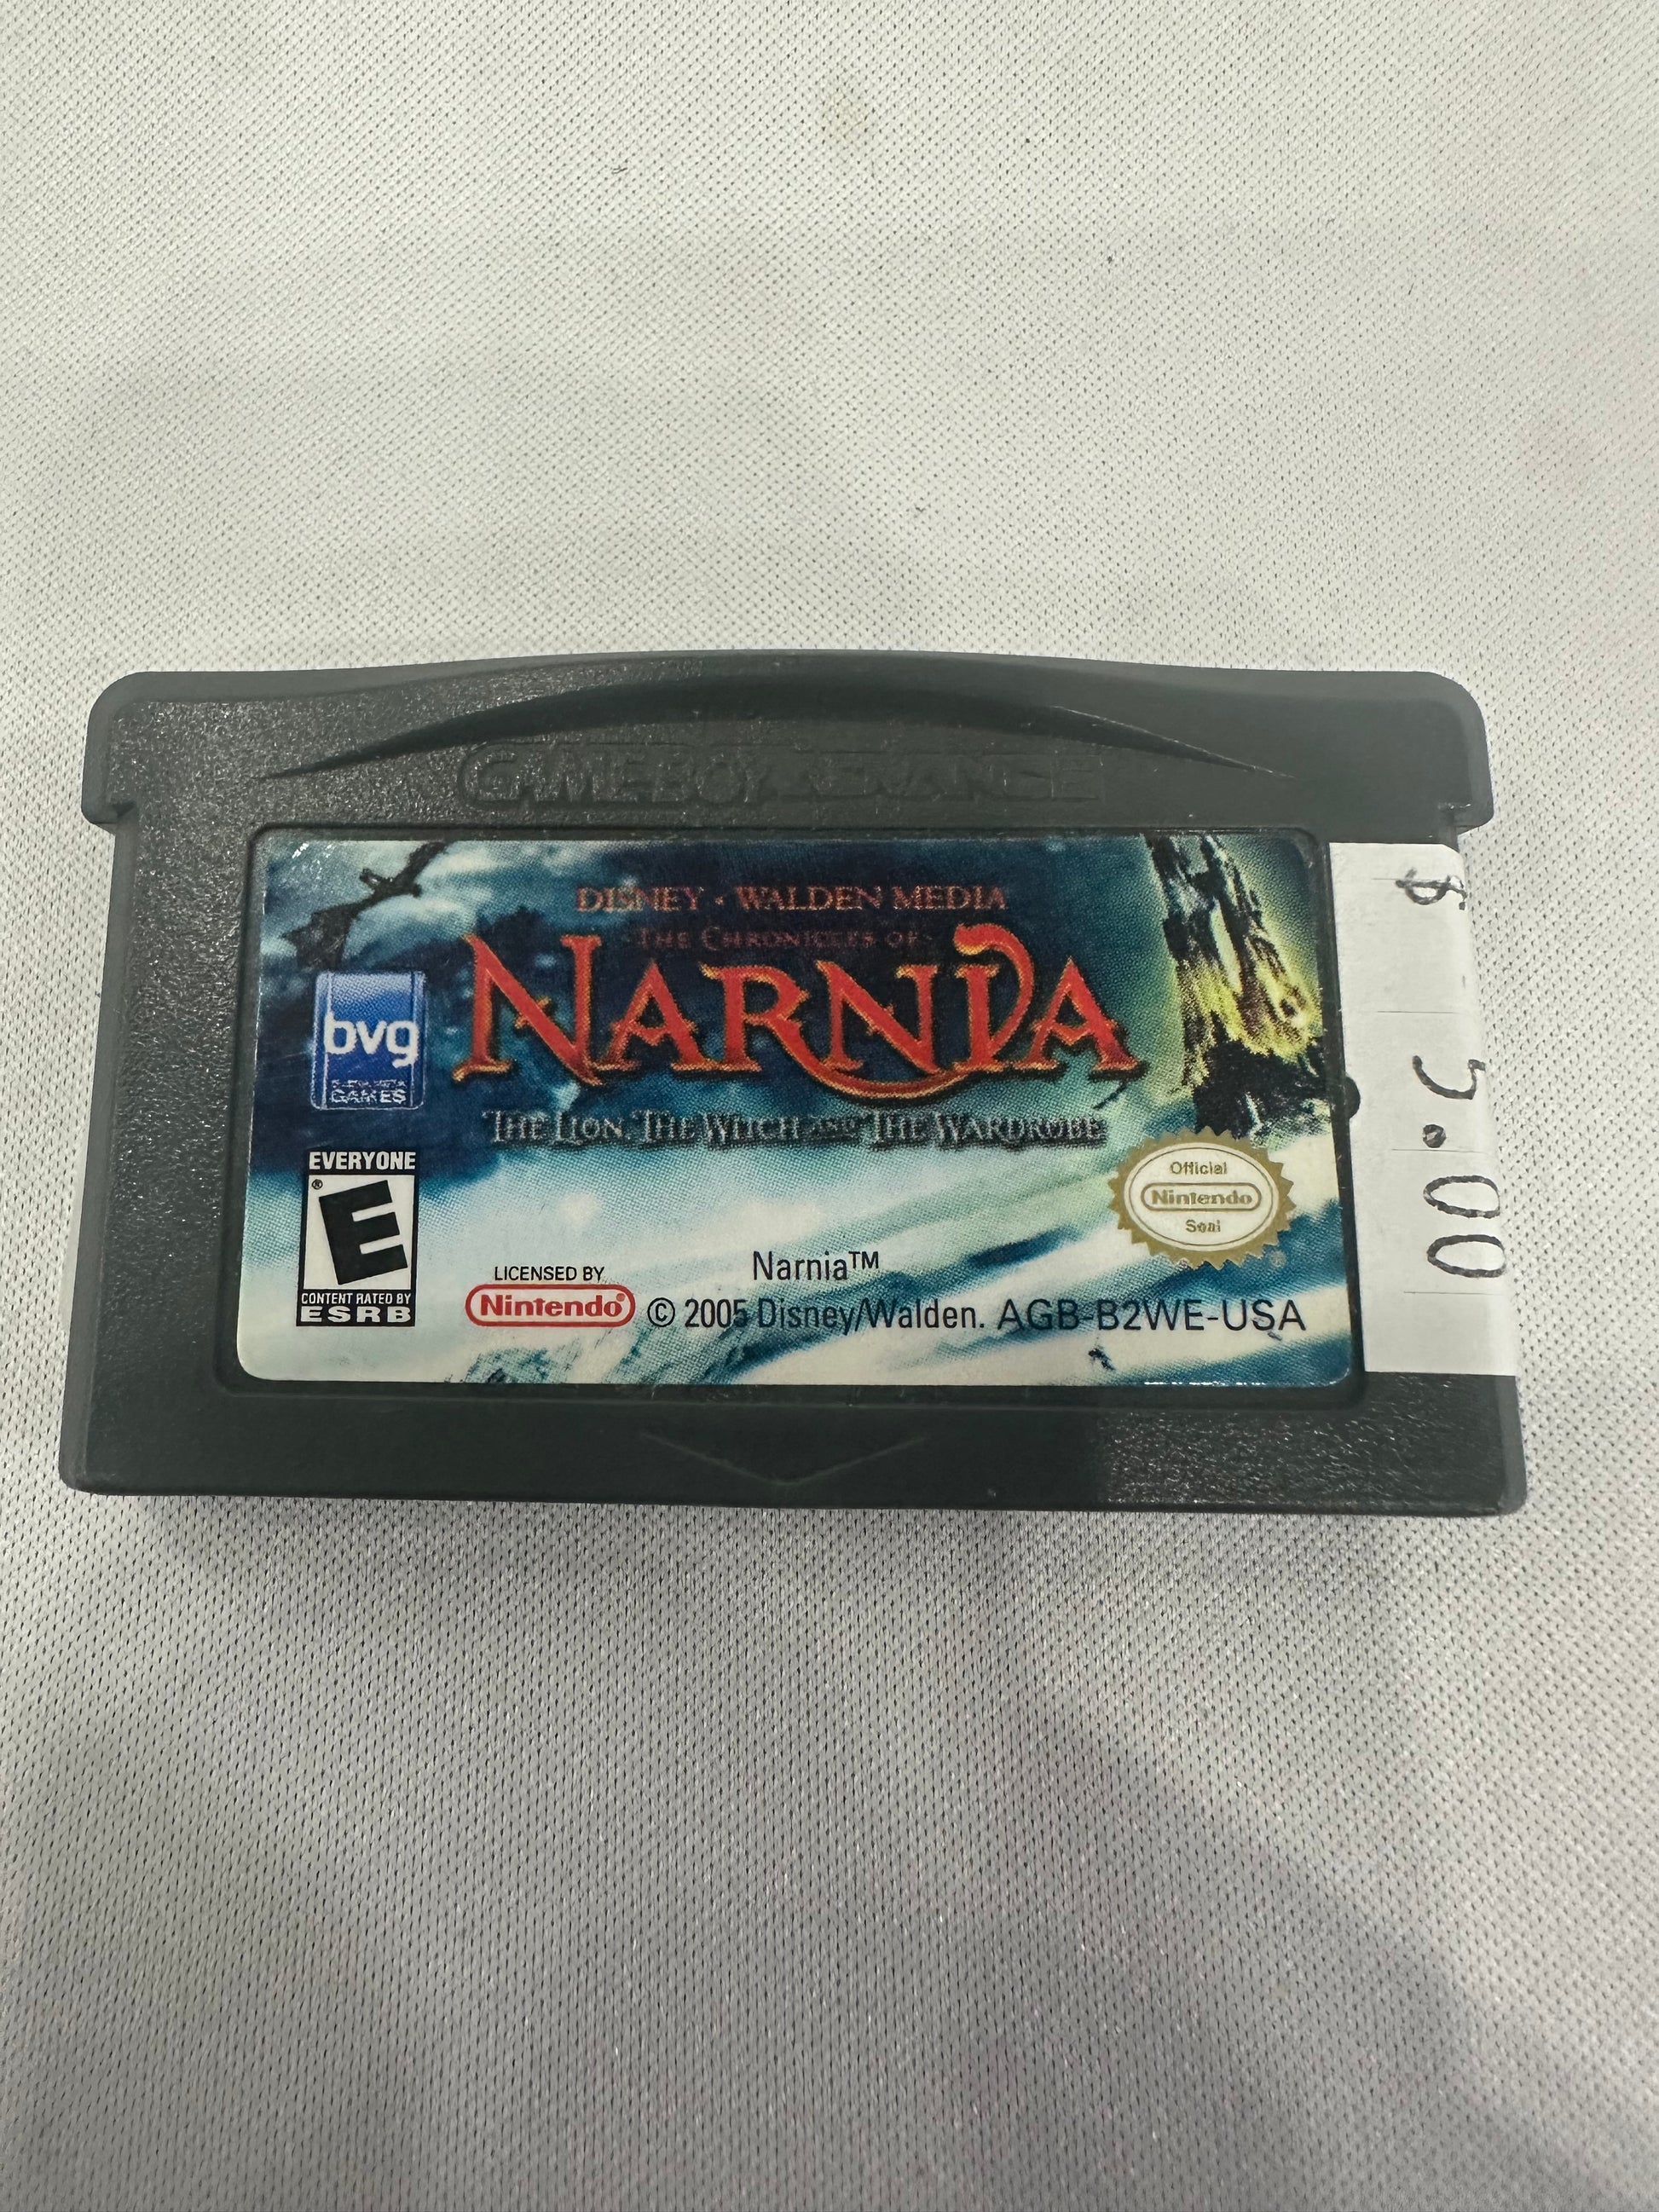 GAME BOY ADVANCE
DISNEY • WALDEN MEDIA
THE CHRONICLES OF
NARNIA
THE LION, THE WITCH AND THE WARDROBE
bvg
BUENA VISTA
GAMES
EVERYONE
E
CONTENT RATED BY
ESRB
LICENSED BY
Nintendo®
Official
Nintendo
Seal
Narnia™
© 2005 Disney/Walden. AGB-B2WE-USA
$ 5.00